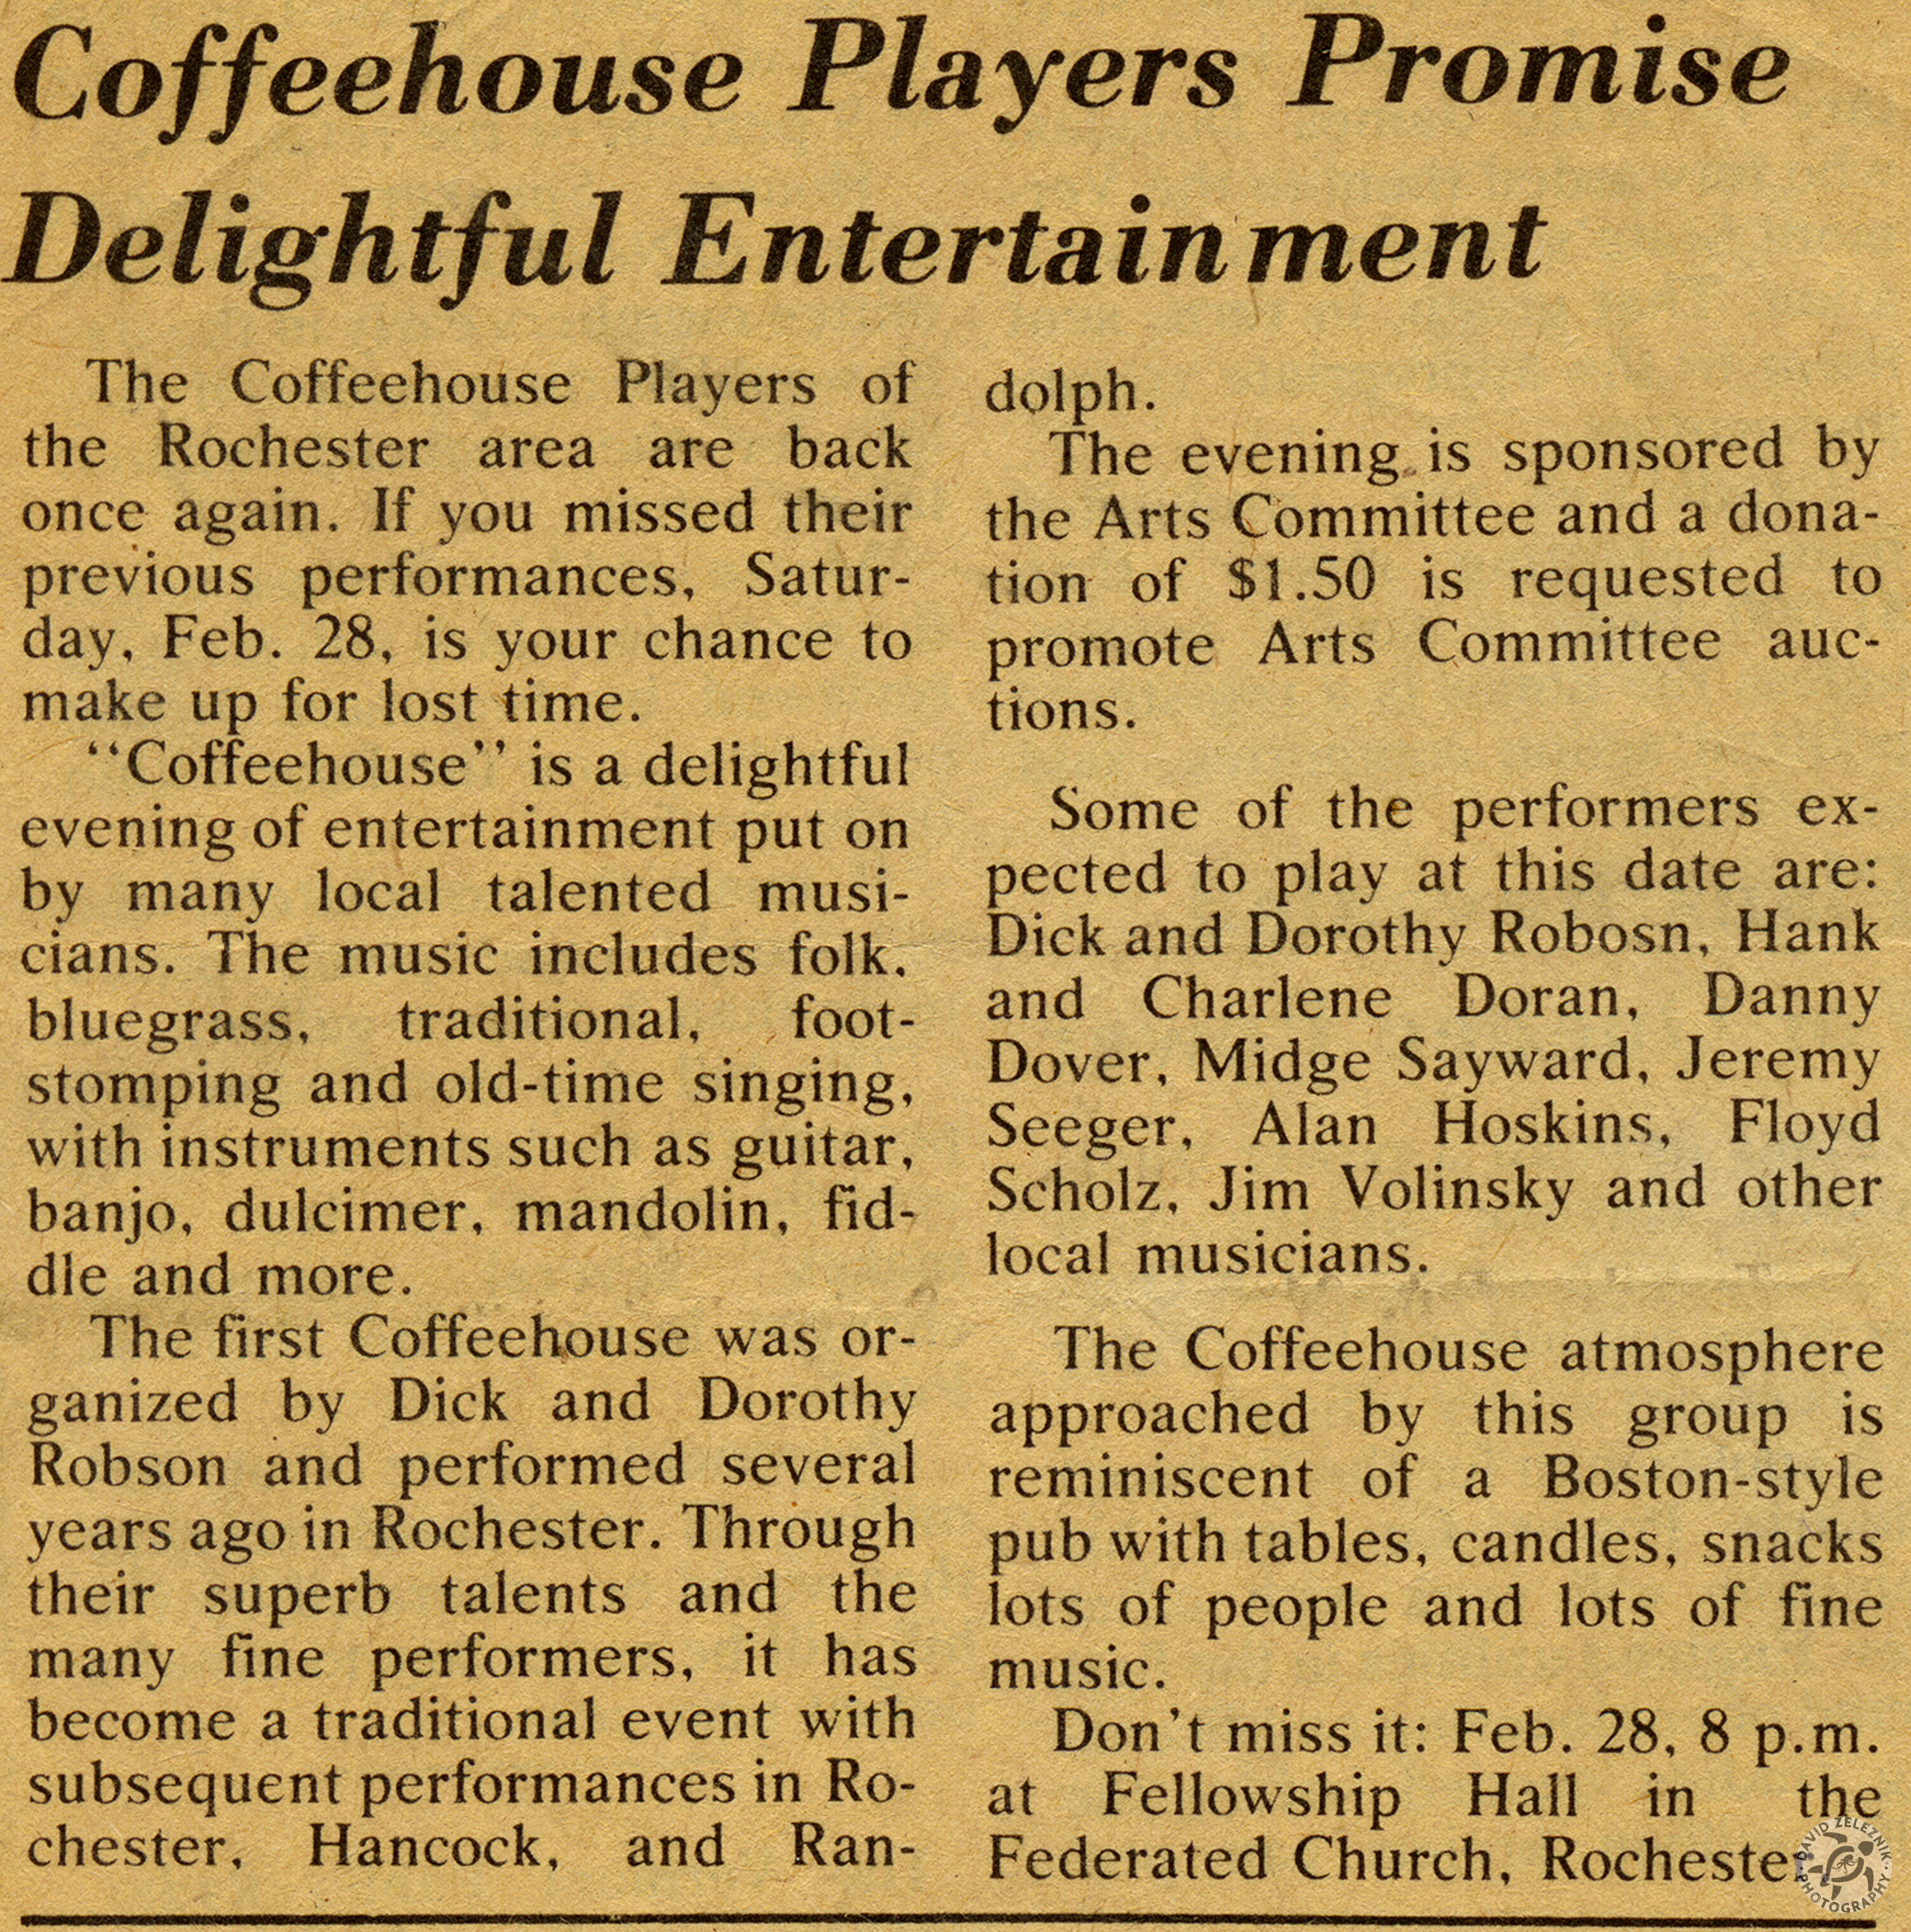 Coffeehouse Players Promise
Delightful Entertainment
The Coffeehouse Players of
the Rochester area are back
once again. If you missed their
previous performances, Satur-
day, Feb. 28, is your chance to
make up for lost time.
"Coffeehouse" is a delightful
evening of entertainment put on
by many local talented musi-
cians. The music includes folk,
bluegrass, traditional, foot-
stomping and old-time singing,
with instruments such as guitar,
banjo, dulcimer, mandolin, fid-
dle and more.
The first Coffeehouse was or-
ganized by Dick and Dorothy
Robson and performed several
years ago in Rochester. Through
their superb talents and the
many fine performers, it has
become a traditional event with
subsequent performances in Ro-
chester, Hancock, and Ran-
dolph.
The evening is sponsored by
the Arts Committee and a dona-
tion of $1.50 is requested to
promote Arts Committee auc-
tions.
Some of the performers ex-
pected to play at this date are:
Dick and Dorothy Robosn, Hank
and Charlene Doran, Danny
Dover, Midge Sayward, Jeremy
Seeger, Alan Hoskins, Floyd
Scholz, Jim Volinsky and other
local musicians.
The Coffeehouse atmosphere
approached by this group is
reminiscent of a Boston-style
pub with tables, candles, snacks
lots of people and lots of fine
music.
Don't miss it: Feb. 28, 8 p.m.
at Fellowship Hall in the
Federated Church, Rochester
DAVID ZELEZNIK
PHOTOGRAPHY